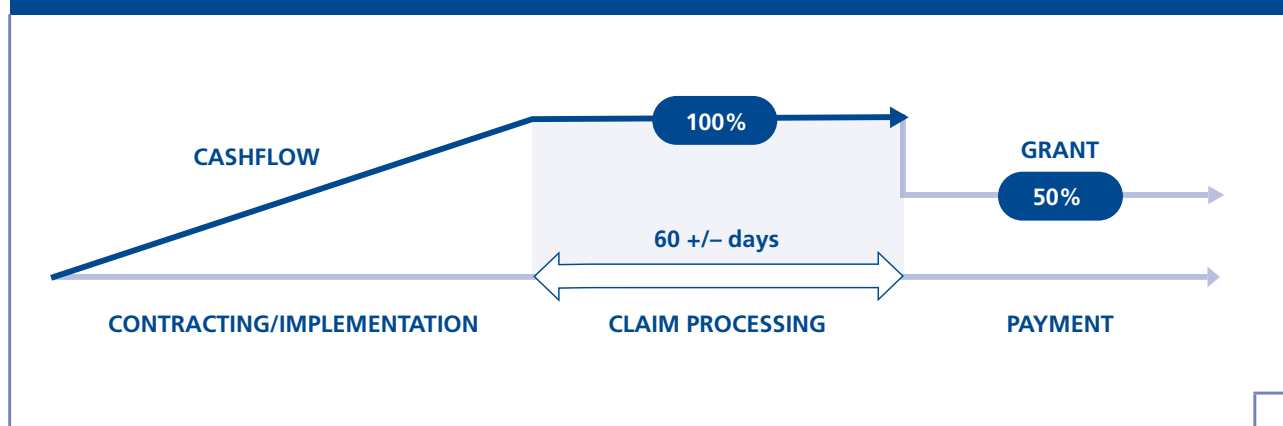 100%
CASHFLOW
GRANT
50%
60 +/– days
CONTRACTING/IMPLEMENTATION
CLAIM PROCESSING
PAYMENT